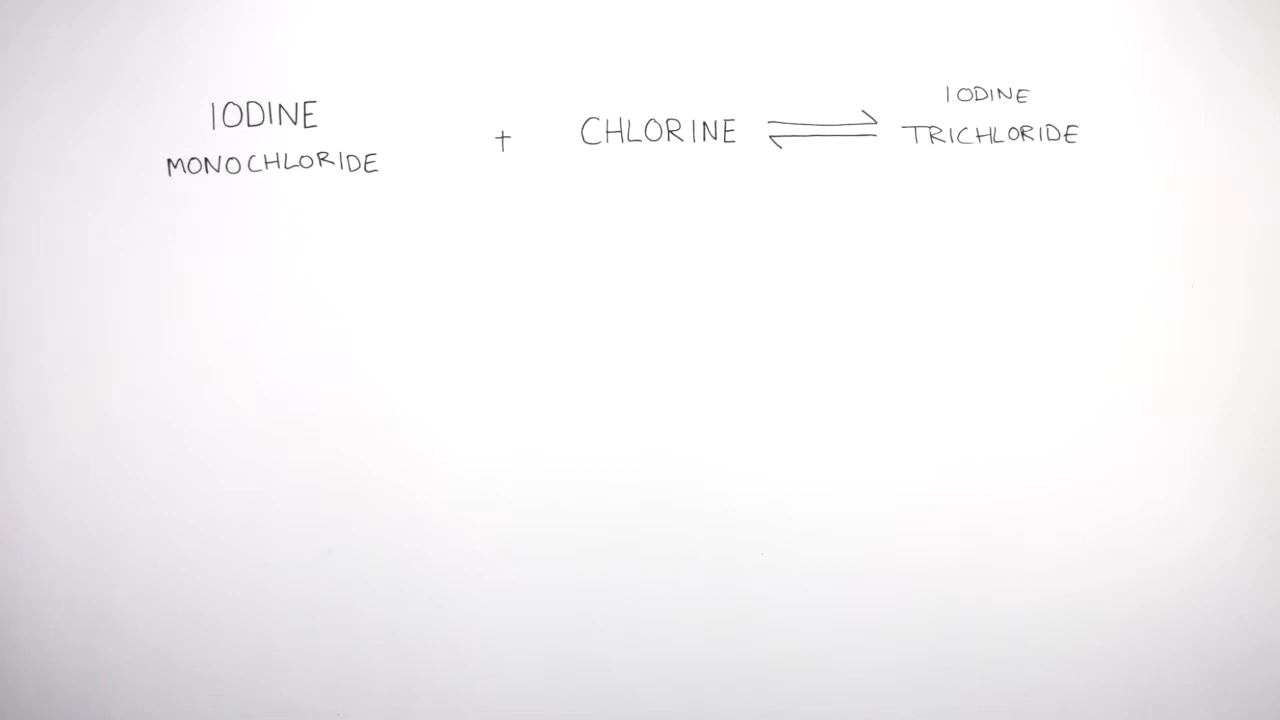 IODINE
MONOCHLORIDE
+
CHLORINE
⇌
IODINE
TRICHLORIDE